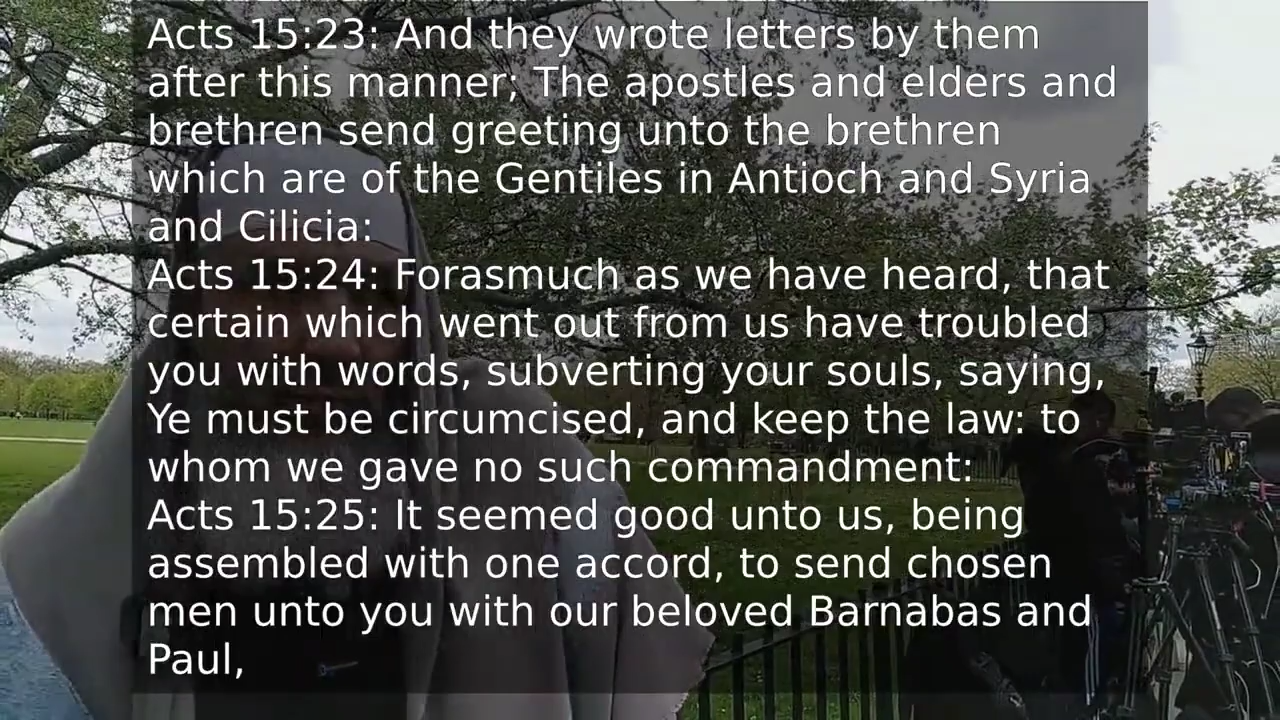 Acts 15:23: And they wrote letters by them
after this manner; The apostles and elders and
brethren send greeting unto the brethren
which are of the Gentiles in Antioch and Syria
and Cilicia:
Acts 15:24: Forasmuch as we have heard, that
certain which went out from us have troubled
you with words, subverting your souls, saying,
Ye must be circumcised, and keep the law: to
whom we gave no such commandment:
Acts 15:25: It seemed good unto us, being
assembled with one accord, to send chosen
men unto you with our beloved Barnabas and
Paul,